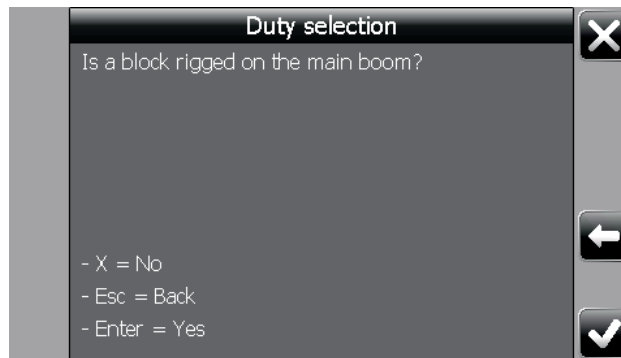 Duty selection
Is a block rigged on the main boom?
- X = No
- Esc = Back
- Enter = Yes